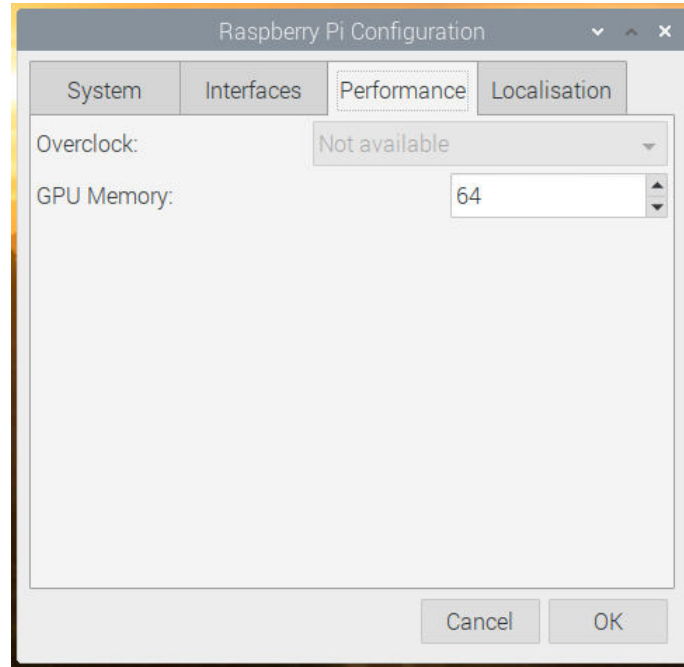 Raspberry Pi Configuration
System Interfaces Performance Localisation
Overclock: Not available
GPU Memory: 64
Cancel OK